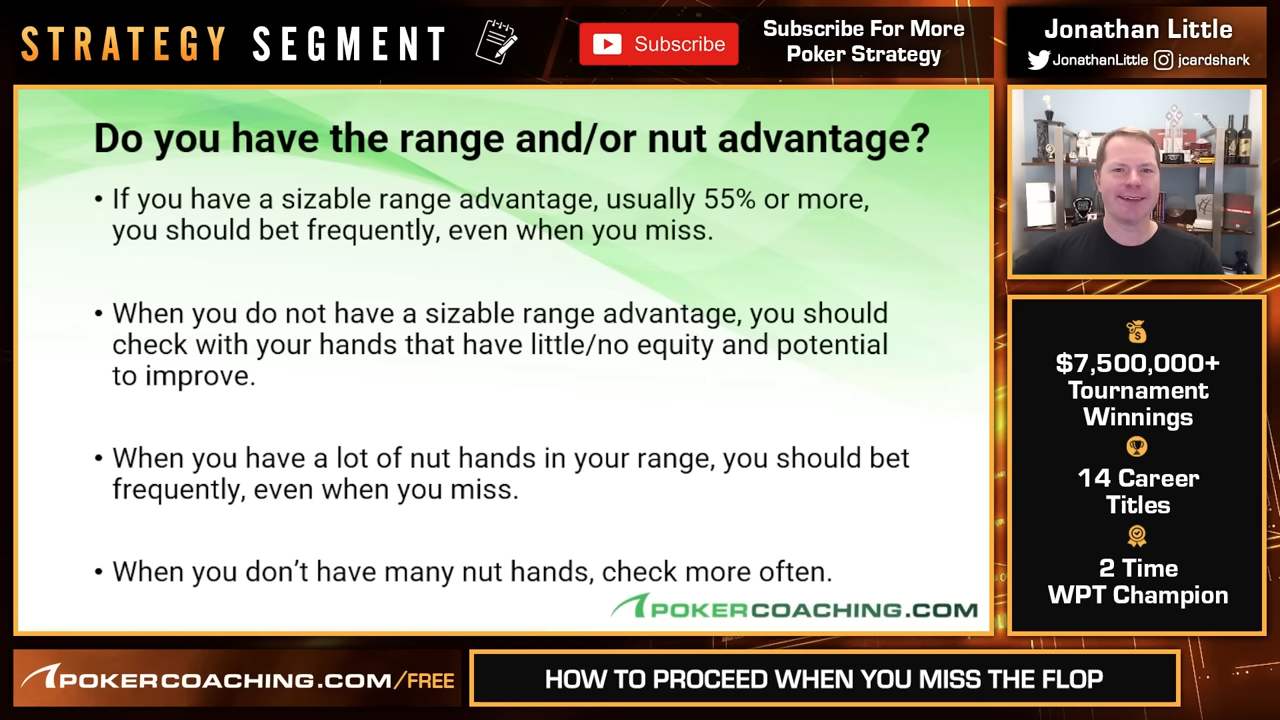 STRATEGY SEGMENT
Subscribe
Subscribe For More
Poker Strategy
Jonathan Little
JonathanLittle jcardshark
Do you have the range and/or nut advantage?
• If you have a sizable range advantage, usually 55% or more,
you should bet frequently, even when you miss.
• When you do not have a sizable range advantage, you should
check with your hands that have little/no equity and potential
to improve.
• When you have a lot of nut hands in your range, you should bet
frequently, even when you miss.
• When you don’t have many nut hands, check more often.
POKERCOACHING.COM
$7,500,000+
Tournament
Winnings
14 Career
Titles
2 Time
WPT Champion
POKERCOACHING.COM/FREE
HOW TO PROCEED WHEN YOU MISS THE FLOP